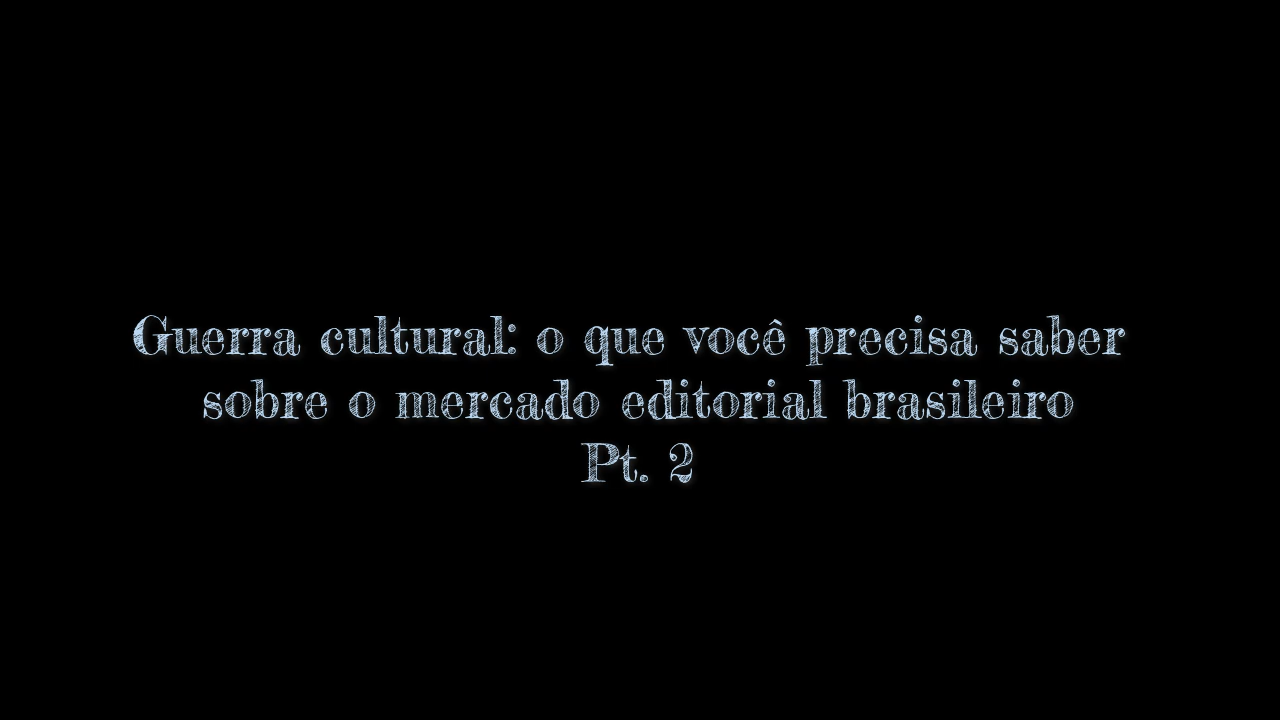 Guerra cultural: o que você precisa saber
sobre o mercado editorial brasileiro
Pt. 2